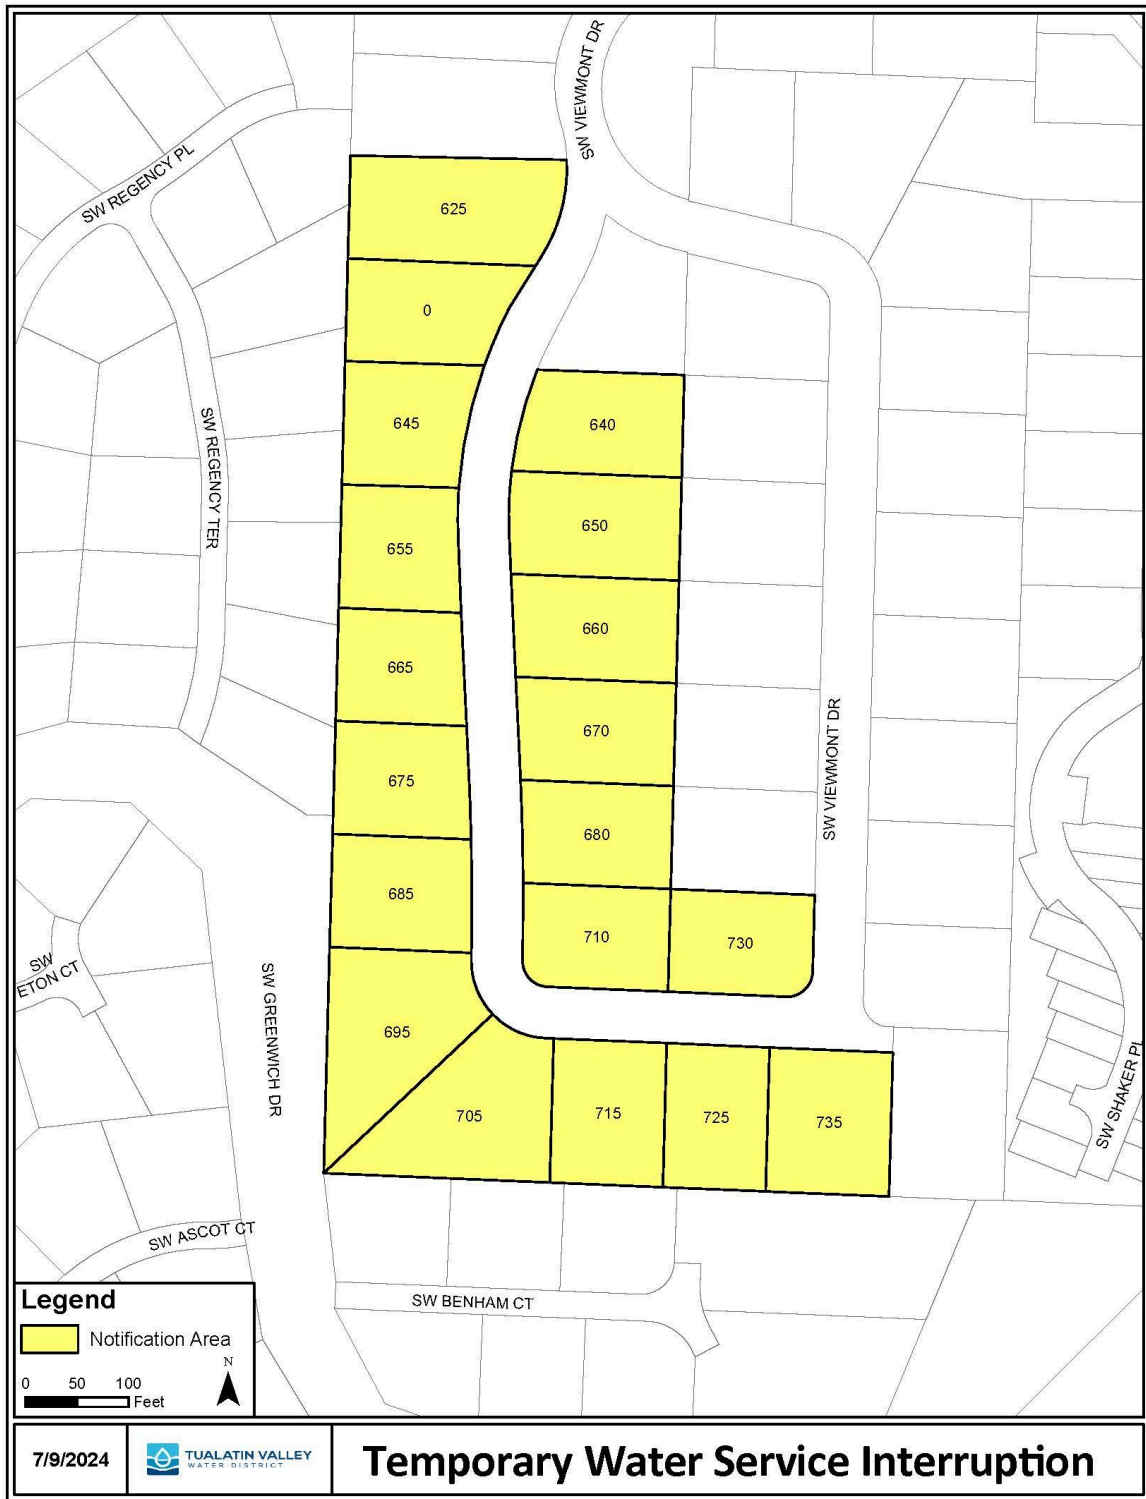 SW VIEWMONT DR
SW REGENCY PL
625
0
SW REGENCY TER
645
640
655
650
665
660
675
670
SW VIEWMONT DR
685
680
710
730
SW
ETON CT
SW GREENWICH DR
695
705
715
725
735
SW SHAKER PL
SW ASCOT CT
SW BENHAM CT
Legend
Notification Area
N
0 50 100
Feet
7/9/2024
TUALATIN VALLEY
WATER DISTRICT
Temporary Water Service Interruption